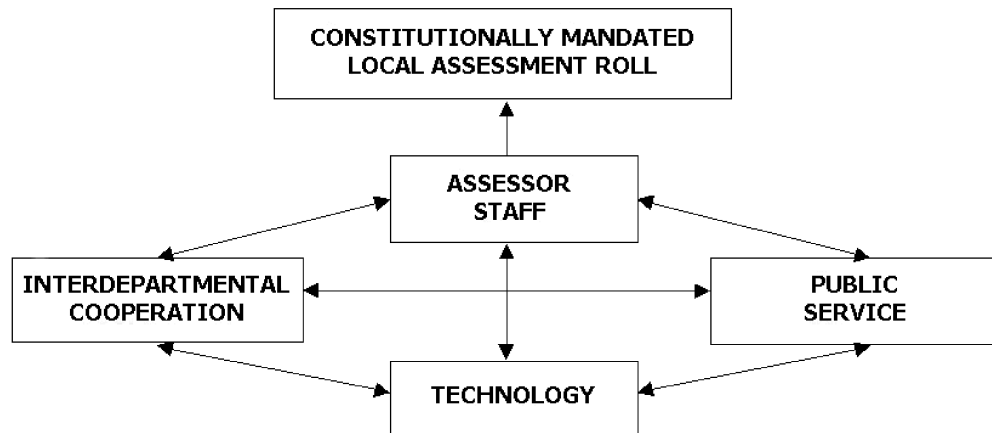 CONSTITUTIONALLY MANDATED
LOCAL ASSESSMENT ROLL
ASSESSOR
STAFF
INTERDEPARTMENTAL
COOPERATION
PUBLIC
SERVICE
TECHNOLOGY